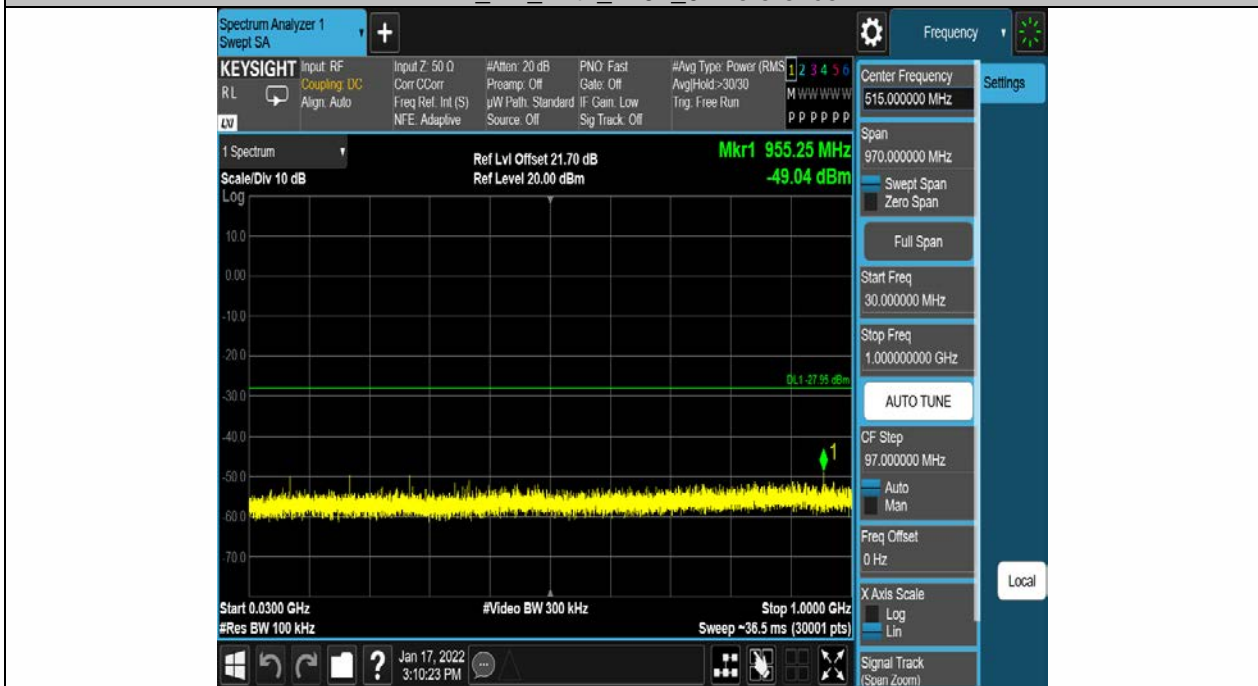 Spectrum Analyzer 1
Swept SA
+
Frequency
KEYSIGHT
RL
LXI
Input: RF
Coupling: DC
Align: Auto
Input Z: 50 Ω
Corr CCorr
Freq Ref: Int (S)
NFE: Adaptive
#Atten: 20 dB
Preamp: Off
µW Path: Standard
Source: Off
PNO: Fast
Gate: Off
IF Gain: Low
Sig Track: Off
#Avg Type: Power (RMS
Avg|Hold:>30/30
Trig: Free Run
1 2 3 4 5 6
M W W W W W
P P P P P P
Center Frequency
515.000000 MHz
Settings
Span
970.000000 MHz
Swept Span
Zero Span
Full Span
Start Freq
30.000000 MHz
Stop Freq
1.000000000 GHz
AUTO TUNE
CF Step
97.000000 MHz
Auto
Man
Freq Offset
0 Hz
X Axis Scale
Log
Lin
Signal Track
(Span Zoom)
Local
1 Spectrum
Scale/Div 10 dB
Ref Lvl Offset 21.70 dB
Ref Level 20.00 dBm
Mkr1 955.25 MHz
-49.04 dBm
Log
10.0
0.00
-10.0
-20.0
DL1 -27.95 dBm
-30.0
-40.0
1
-50.0
-60.0
-70.0
Start 0.0300 GHz
#Res BW 100 kHz
#Video BW 300 kHz
Stop 1.0000 GHz
Sweep ~36.5 ms (30001 pts)
?
Jan 17, 2022
3:10:23 PM